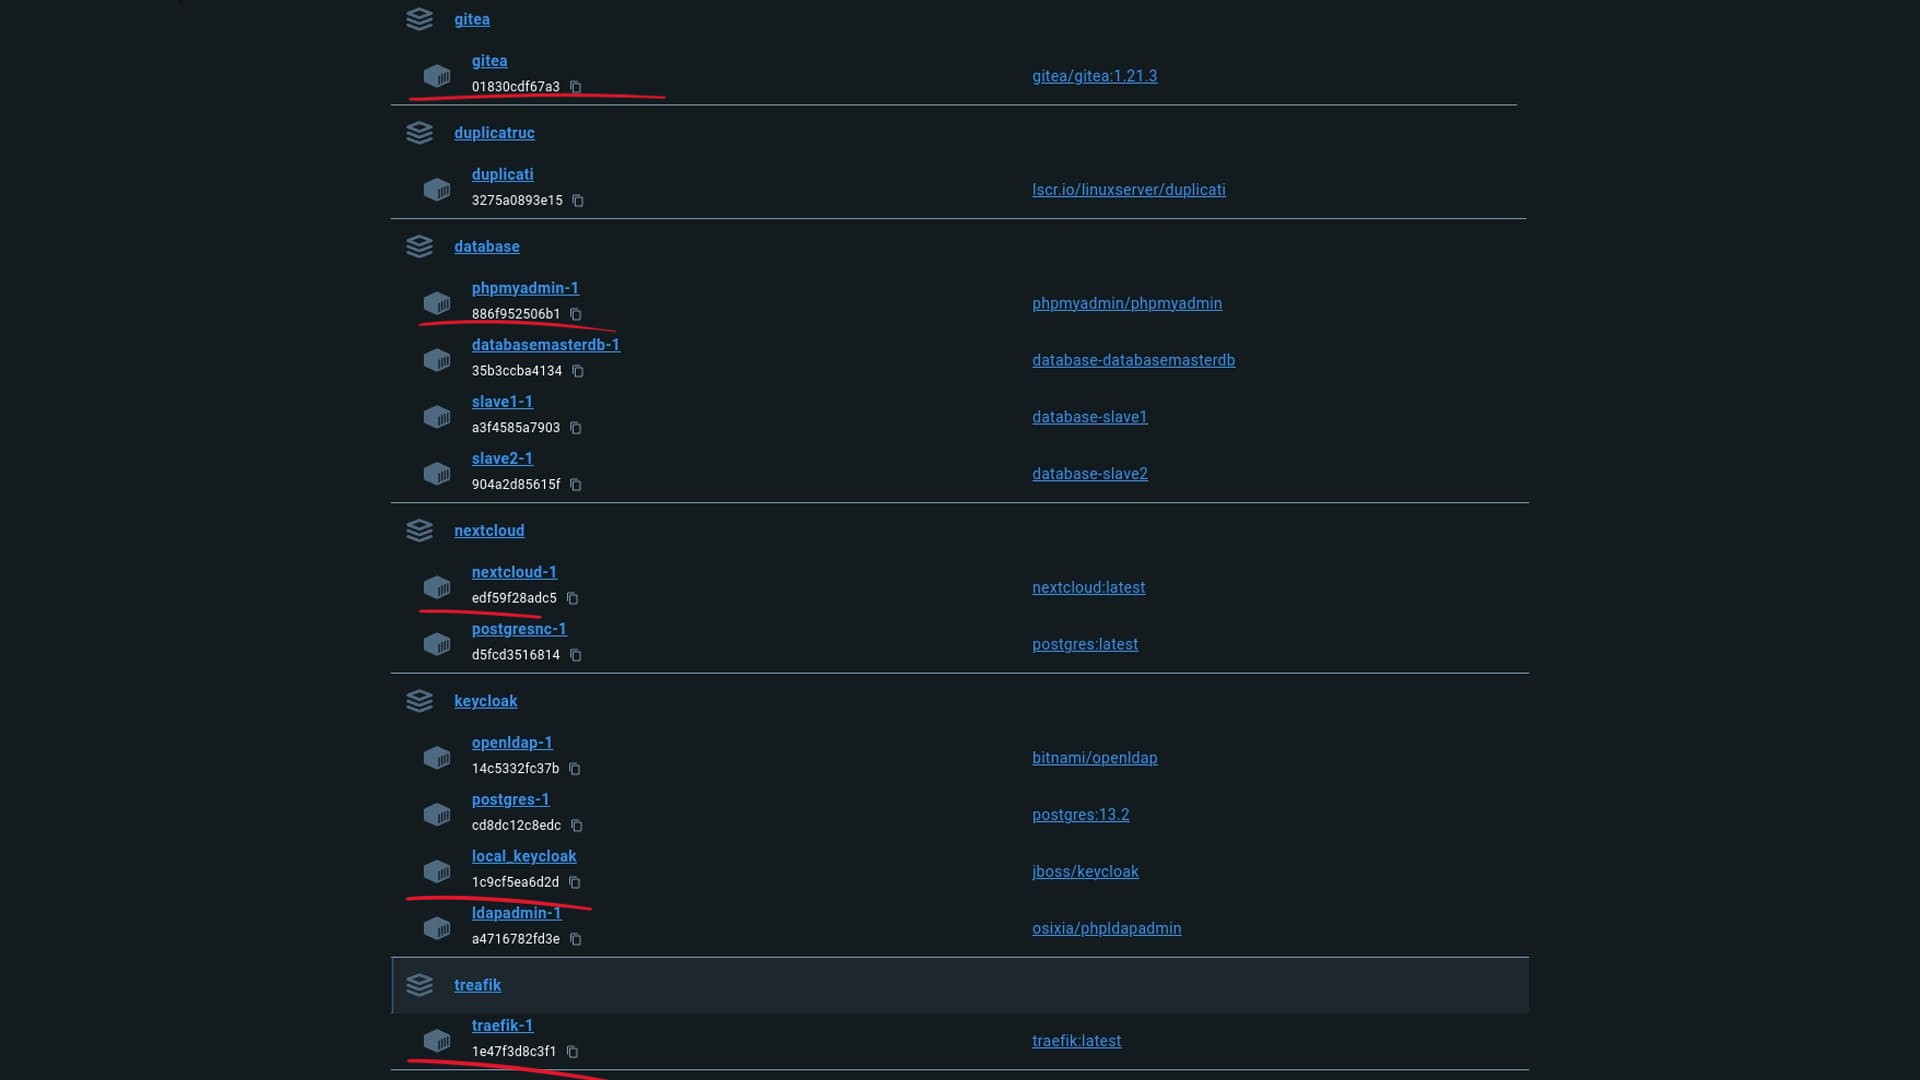 gitea
gitea
01830cdf67a3
gitea/gitea:1.21.3
duplicatruc
duplicati
3275a0893e15
lscr.io/linuxserver/duplicati
database
phpmyadmin-1
886f952506b1
phpmyadmin/phpmyadmin
databasemasterdb-1
35b3ccba4134
database-databasemasterdb
slave1-1
a3f4585a7903
database-slave1
slave2-1
904a2d85615f
database-slave2
nextcloud
nextcloud-1
edf59f28adc5
nextcloud:latest
postgresnc-1
d5fcd3516814
postgres:latest
keycloak
openldap-1
14c5332fc37b
bitnami/openldap
postgres-1
cd8dc12c8edc
postgres:13.2
local_keycloak
1c9cf5ea6d2d
jboss/keycloak
ldapadmin-1
a4716782fd3e
osixia/phpldapadmin
treafik
traefik-1
1e47f3d8c3f1
traefik:latest